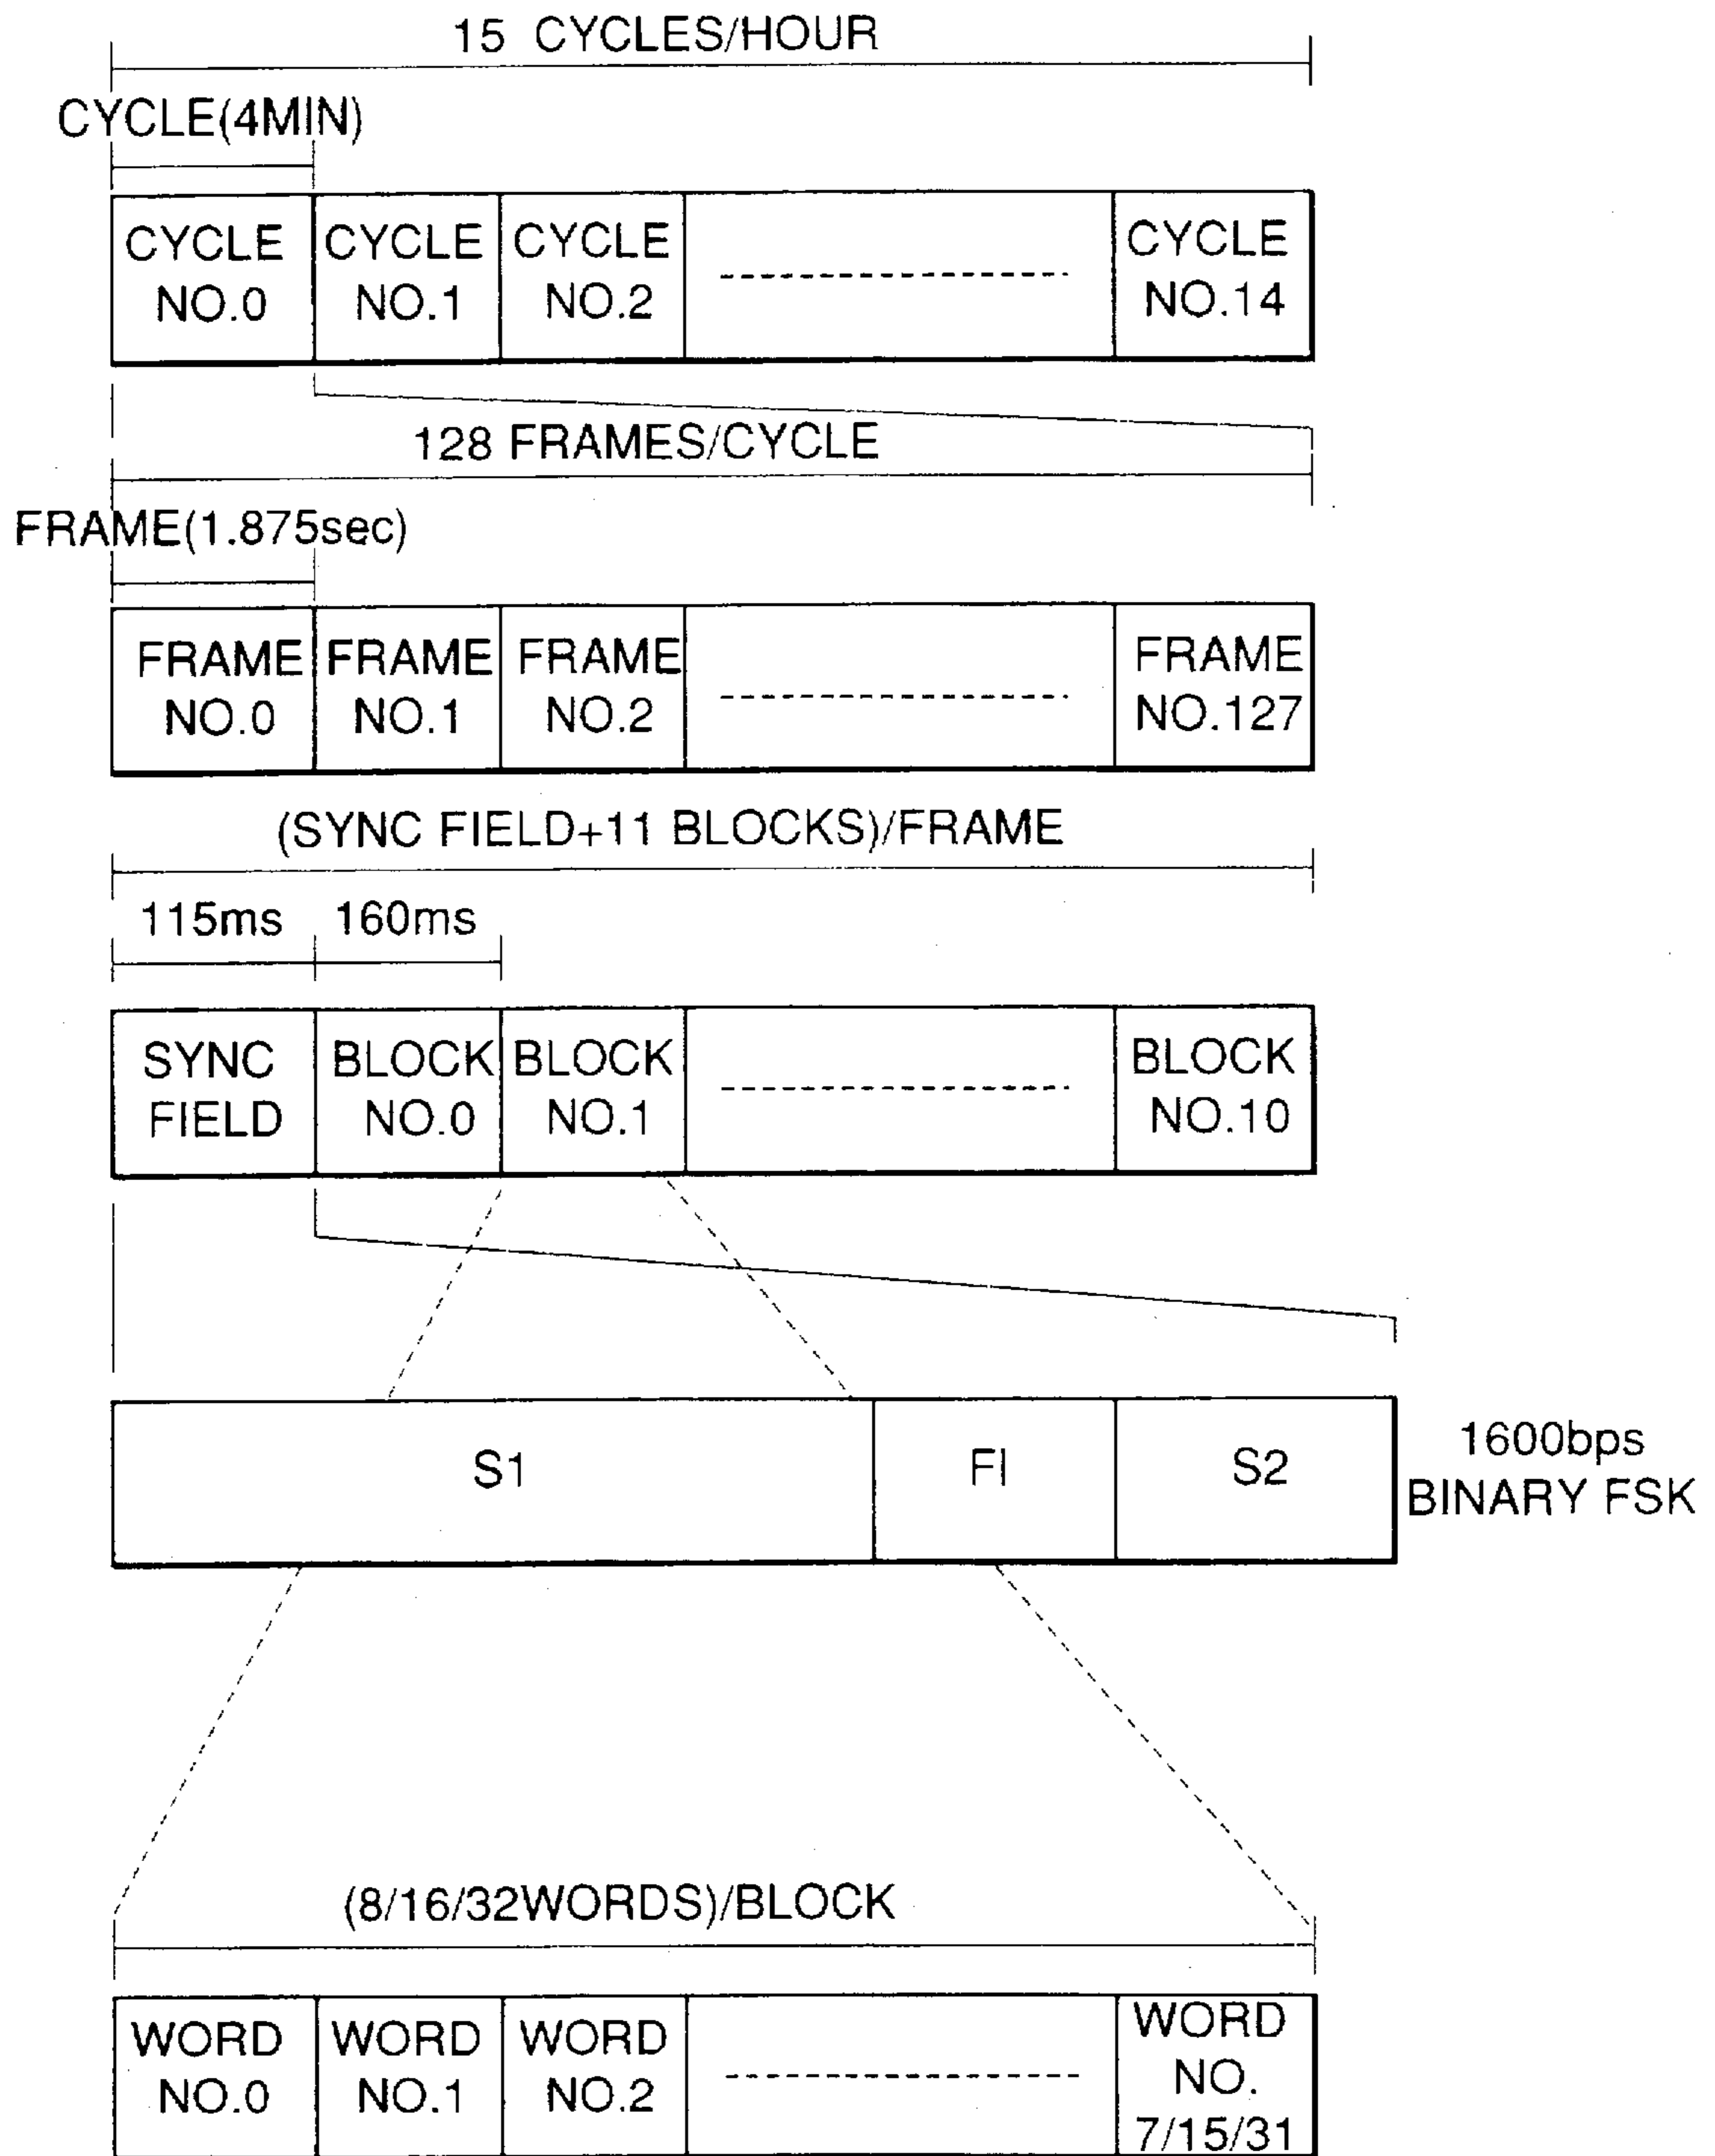 15 CYCLES/HOUR
CYCLE(4MIN)
CYCLE NO.0
CYCLE NO.1
CYCLE NO.2
CYCLE NO.14
128 FRAMES/CYCLE
FRAME(1.875sec)
FRAME NO.0
FRAME NO.1
FRAME NO.2
FRAME NO.127
(SYNC FIELD+11 BLOCKS)/FRAME
115ms
160ms
SYNC FIELD
BLOCK NO.0
BLOCK NO.1
BLOCK NO.10
S1
FI
S2
1600bps
BINARY FSK
(8/16/32WORDS)/BLOCK
WORD NO.0
WORD NO.1
WORD NO.2
WORD NO. 7/15/31